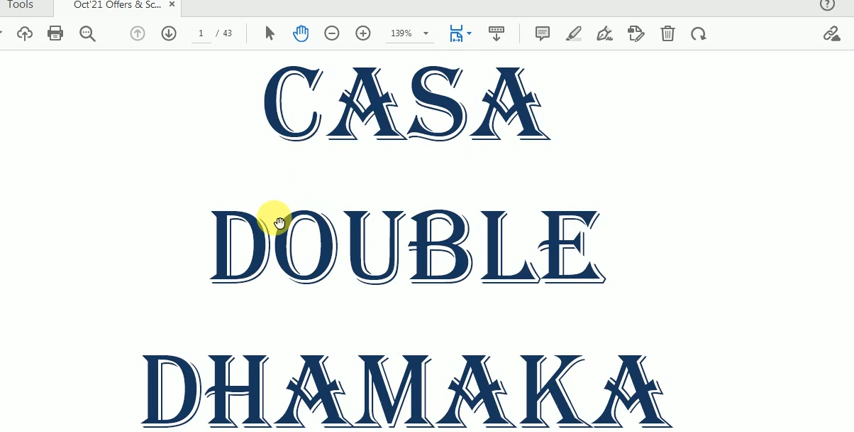 Tools
Oct'21 Offers & Sc...
1 / 43
139%
CASA
DOUBLE
DHAMAKA